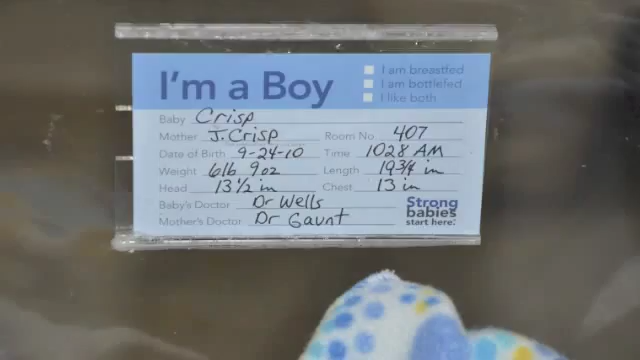 I'm a Boy
I am breastfed
I am bottlefed
I like both
Baby Crisp
Mother J. Crisp Room No. 407
Date of Birth 9-24-10 Time 1028 AM
Weight 6lb 9oz Length 19 3/4 in
Head 13 1/2 in Chest 13 in
Baby's Doctor Dr Wells
Mother's Doctor Dr Gaunt
Strong
babies
start here.